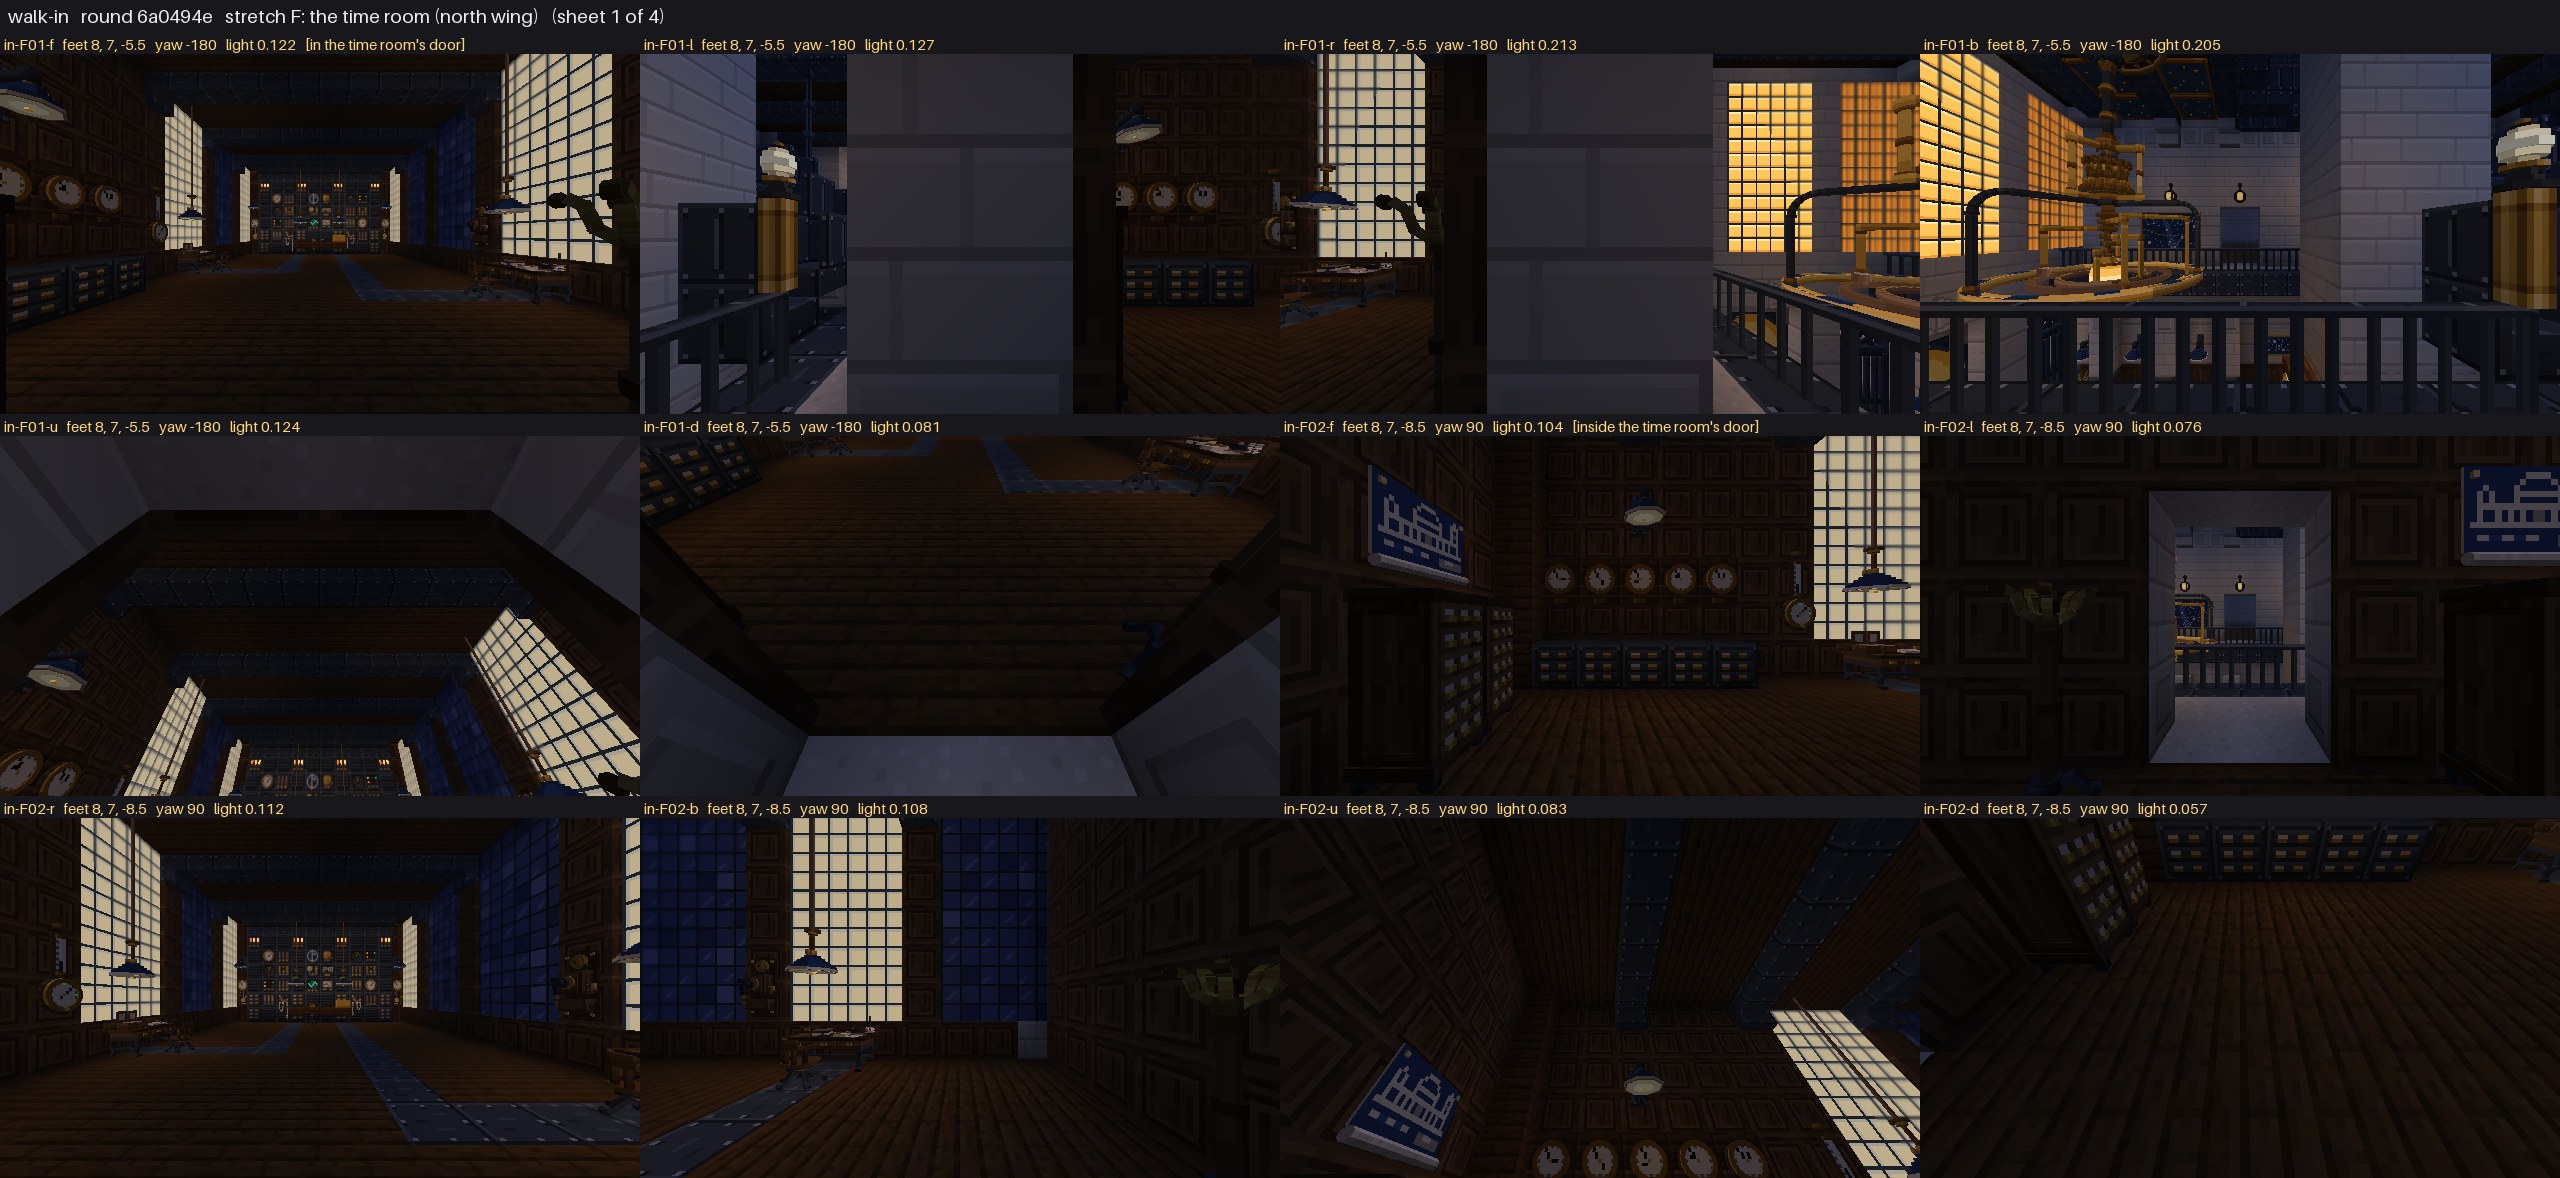 walk-in round 6a0494e stretch F: the time room (north wing) (sheet 1 of 4)
in-F01-f feet 8, 7, -5.5 yaw -180 light 0.122 [in the time room's door]
in-F01-l feet 8, 7, -5.5 yaw -180 light 0.127
in-F01-r feet 8, 7, -5.5 yaw -180 light 0.213
in-F01-b feet 8, 7, -5.5 yaw -180 light 0.205
in-F01-u feet 8, 7, -5.5 yaw -180 light 0.124
in-F01-d feet 8, 7, -5.5 yaw -180 light 0.081
in-F02-f feet 8, 7, -8.5 yaw 90 light 0.104 [inside the time room's door]
in-F02-l feet 8, 7, -8.5 yaw 90 light 0.076
in-F02-r feet 8, 7, -8.5 yaw 90 light 0.112
in-F02-b feet 8, 7, -8.5 yaw 90 light 0.108
in-F02-u feet 8, 7, -8.5 yaw 90 light 0.083
in-F02-d feet 8, 7, -8.5 yaw 90 light 0.057